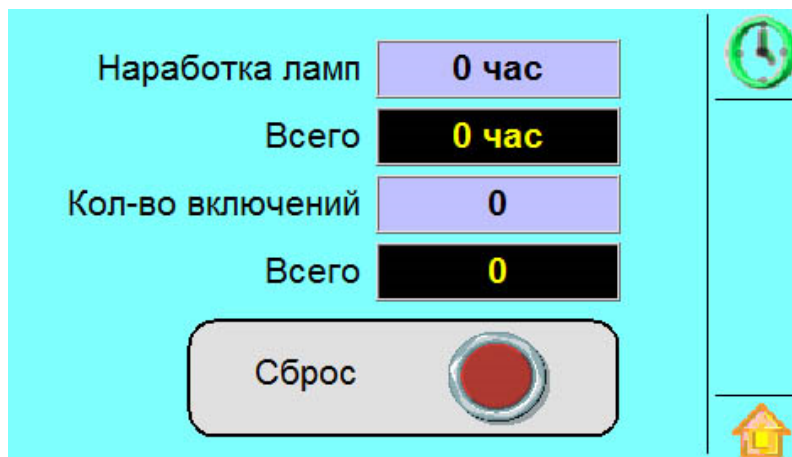 Наработка ламп 0 час
Всего 0 час
Кол-во включений 0
Всего 0
Сброс